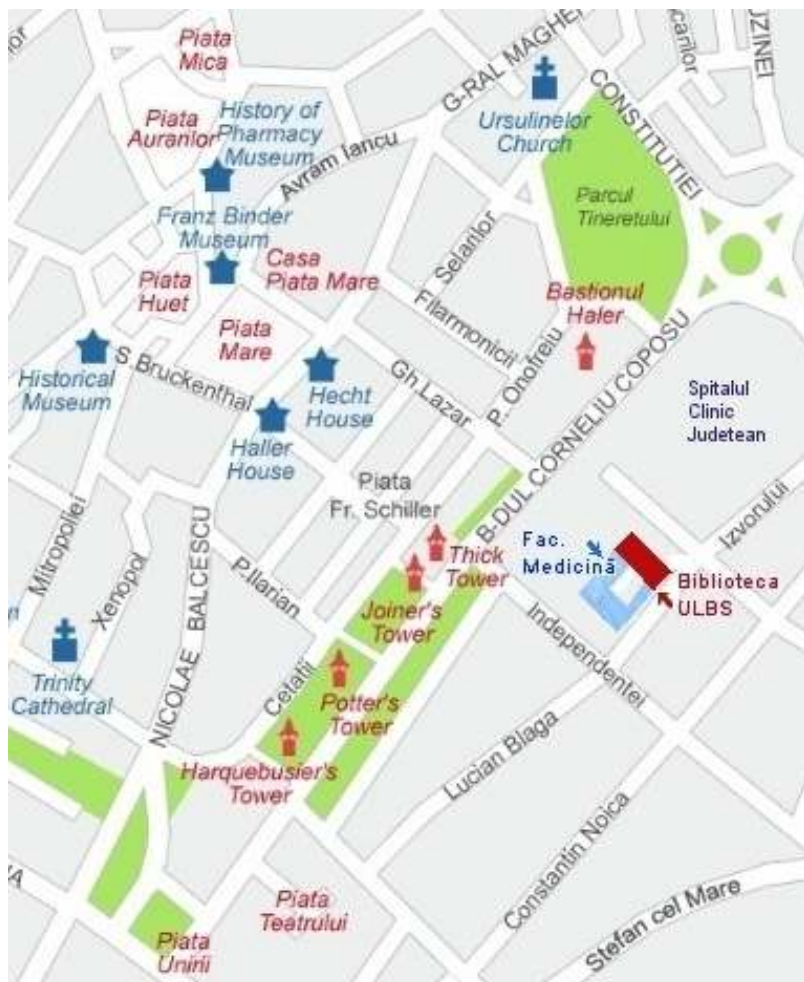 Piata
Mica
G-RAL MAGHE
UZINEI
carilor
CONSTITUTIEI
Piata
Aurarilor
History of
Pharmacy
Museum
Ursulinelor
Church
Avram Iancu
Parcul
Tineretului
Franz Binder
Museum
Casa
Piata Mare
Selarilor
Piata
Huet
Bastionul
Haler
Piata
Mare
Filarmonicii
P. Onofreiu
S Bruckenthal
Historical
Museum
Hecht
House
Gh.Lazar
B-DUL CORNELIU COPOSU
Spitalul
Clinic
Judetean
Haller
House
Piata
Fr. Schiller
Izvorului
Mitropoliei
Xenopol
NICOLAE BALCESCU
P.Ilarian
Thick
Tower
Fac.
Medicină
Biblioteca
ULBS
Joiner's
Tower
Independentei
Trinity
Cathedral
Cetatii
Potter's
Tower
Harquebusier's
Tower
Lucian Blaga
Constantin Noica
Piata
Teatrului
Stefan cel Mare
Piata
Unirii